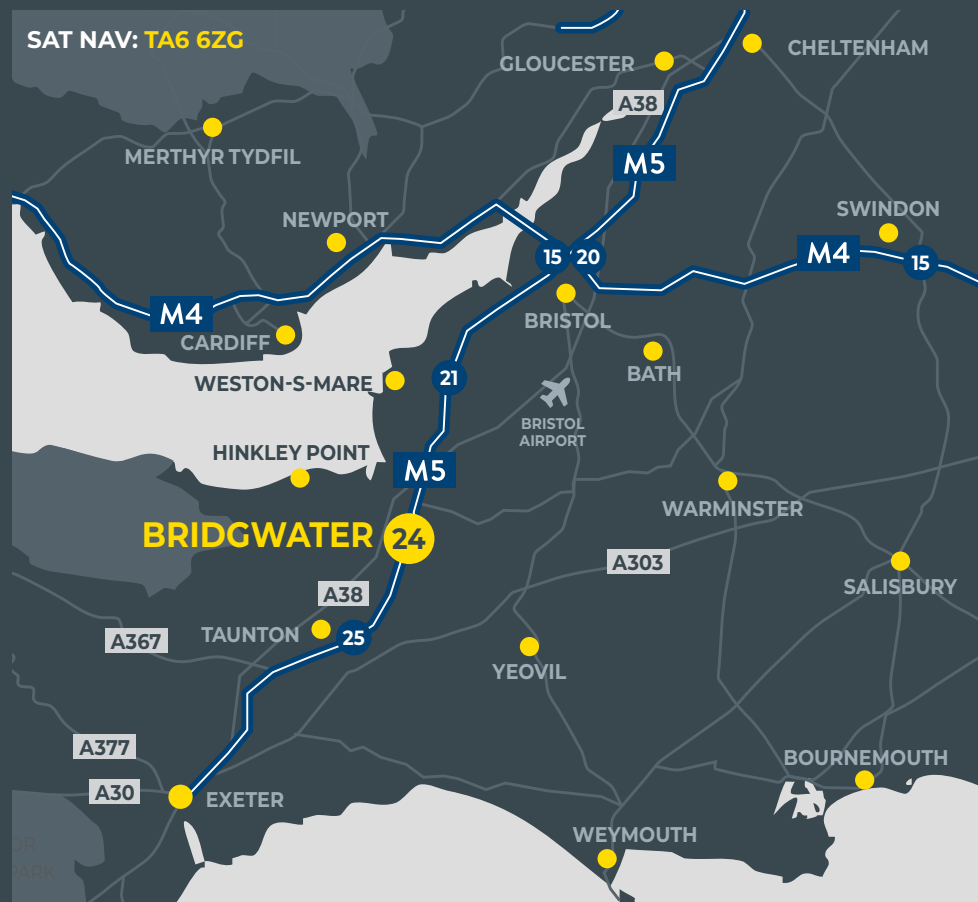 SAT NAV: TA6 6ZG
CHELTENHAM
GLOUCESTER
A38
MERTHYR TYDFIL
M5
SWINDON
NEWPORT
M4
15
20
15
M4
BRISTOL
CARDIFF
BATH
WESTON-S-MARE
21
BRISTOL
AIRPORT
HINKLEY POINT
M5
WARMINSTER
BRIDGWATER
24
A303
SALISBURY
A38
TAUNTON
25
A367
YEOVIL
A377
BOURNEMOUTH
A30
EXETER
WEYMOUTH
OR
PARK